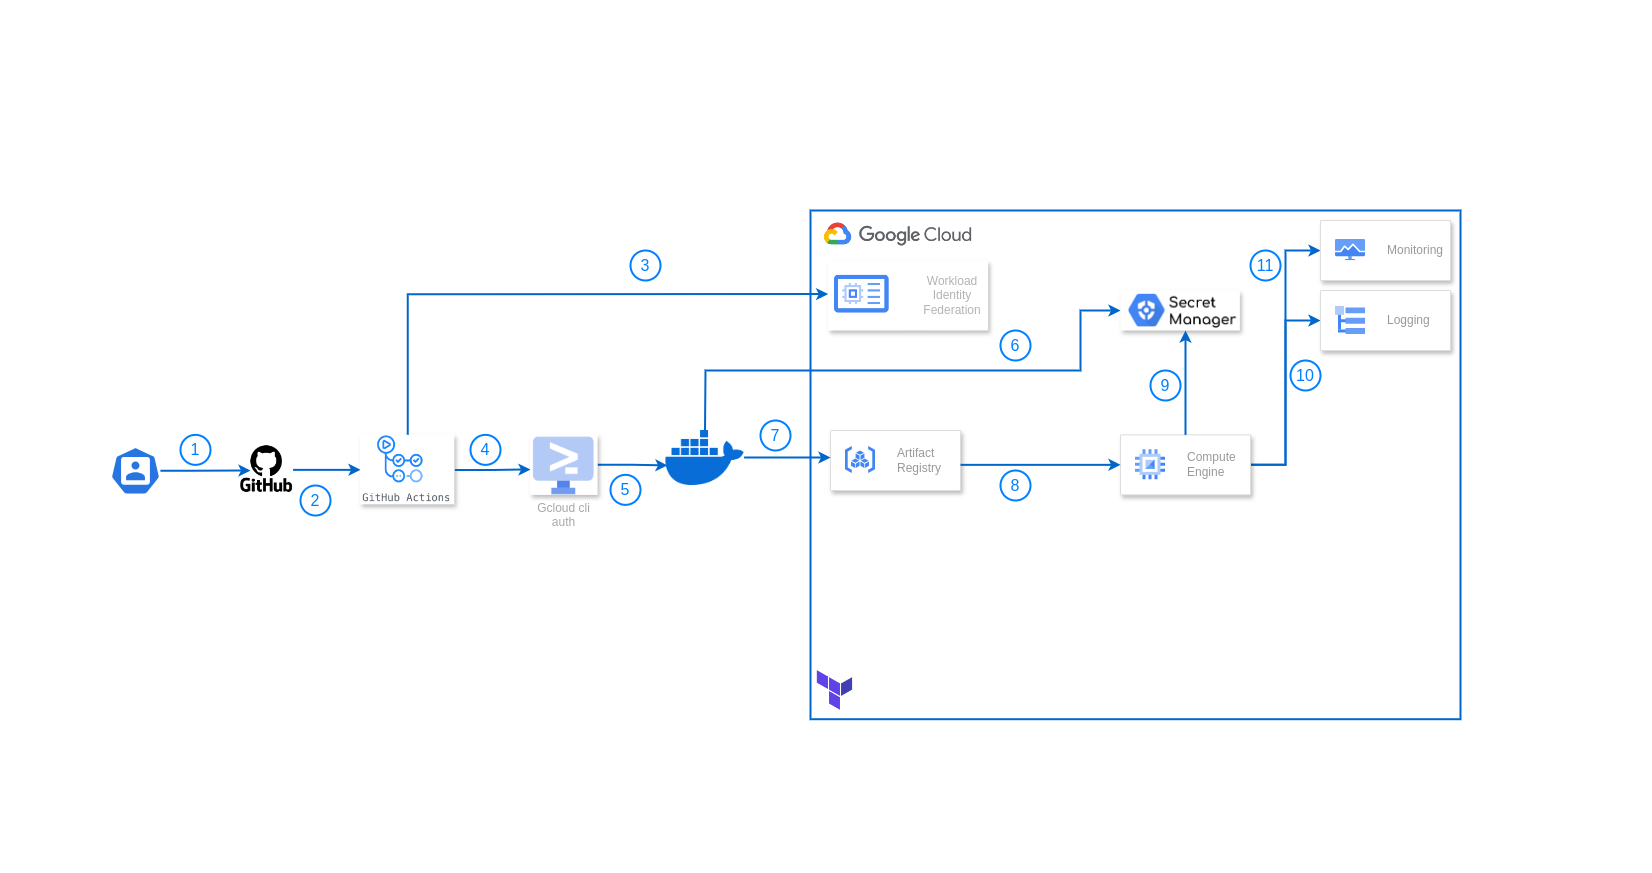 Google Cloud
Monitoring
11
3
Workload
Identity
Federation
Secret
Manager
Logging
6
10
9
7
1
4
Artifact
Registry
Compute
Engine
GitHub
2
GitHub Actions
5
8
Gcloud cli
auth